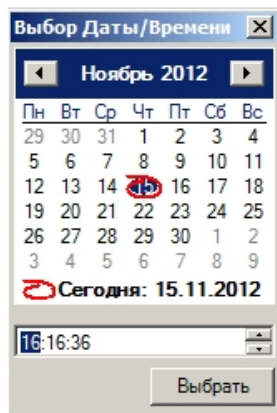 Выбор Даты/Времени
Ноябрь 2012
Пн Вт Ср Чт Пт Сб Вс
29 30 31 1 2 3 4
5 6 7 8 9 10 11
12 13 14 15 16 17 18
19 20 21 22 23 24 25
26 27 28 29 30 1 2
3 4 5 6 7 8 9
Сегодня: 15.11.2012
16:16:36
Выбрать